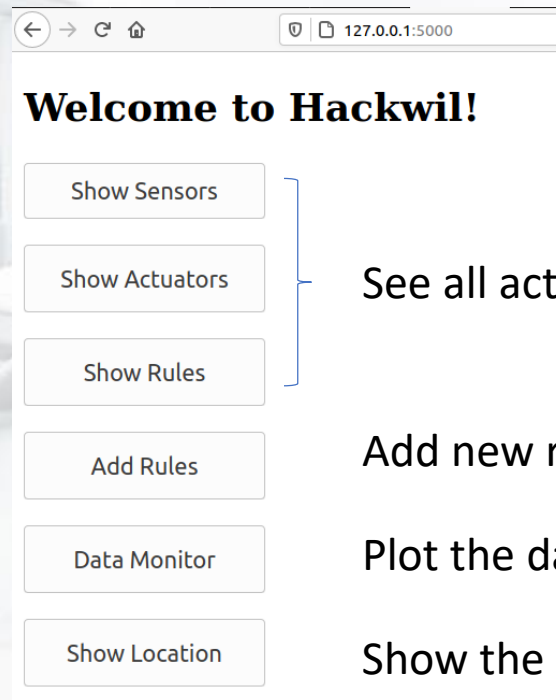 127.0.0.1:5000
Welcome to Hackwil!
Show Sensors
Show Actuators
See all act
Show Rules
Add Rules
Add new r
Data Monitor
Plot the da
Show Location
Show the